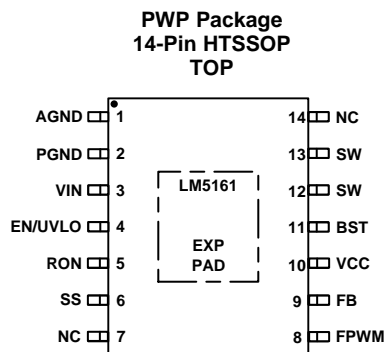 PWP Package
14-Pin HTSSOP
TOP
AGND 1 14 NC
PGND 2 13 SW
VIN 3 LM5161 12 SW
EN/UVLO 4 11 BST
RON 5 EXP PAD 10 VCC
SS 6 9 FB
NC 7 8 FPWM